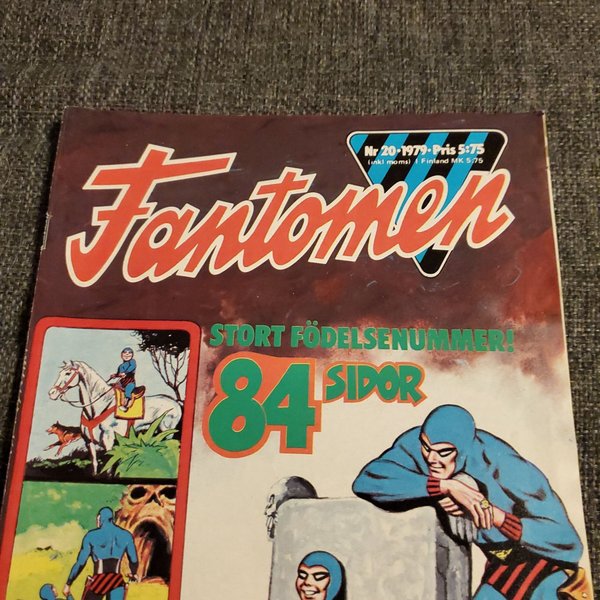 Nr 20•1979•Pris 5:75
(inkl moms) I Finland MK 5:75
Fantomen
STORT FÖDELSENUMMER!
84 SIDOR